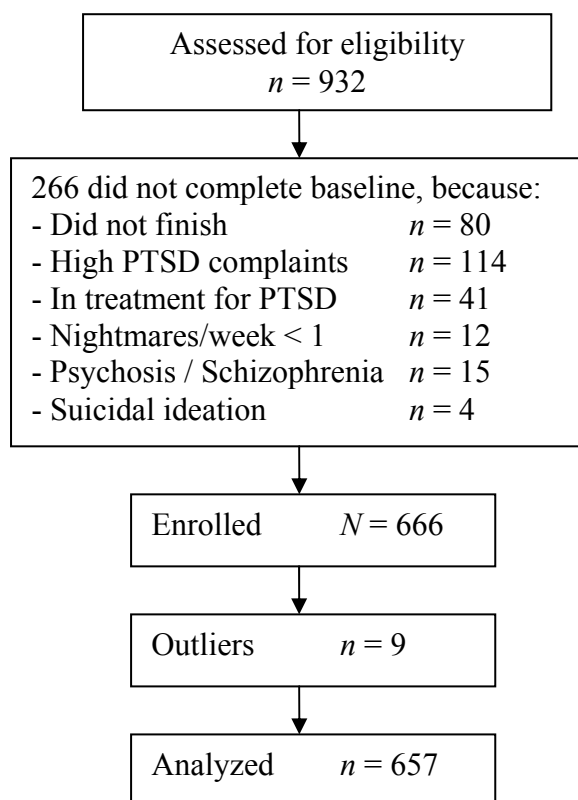 Assessed for eligibility
n = 932
266 did not complete baseline, because:
- Did not finish n = 80
- High PTSD complaints n = 114
- In treatment for PTSD n = 41
- Nightmares/week < 1 n = 12
- Psychosis / Schizophrenia n = 15
- Suicidal ideation n = 4
Enrolled N = 666
Outliers n = 9
Analyzed n = 657